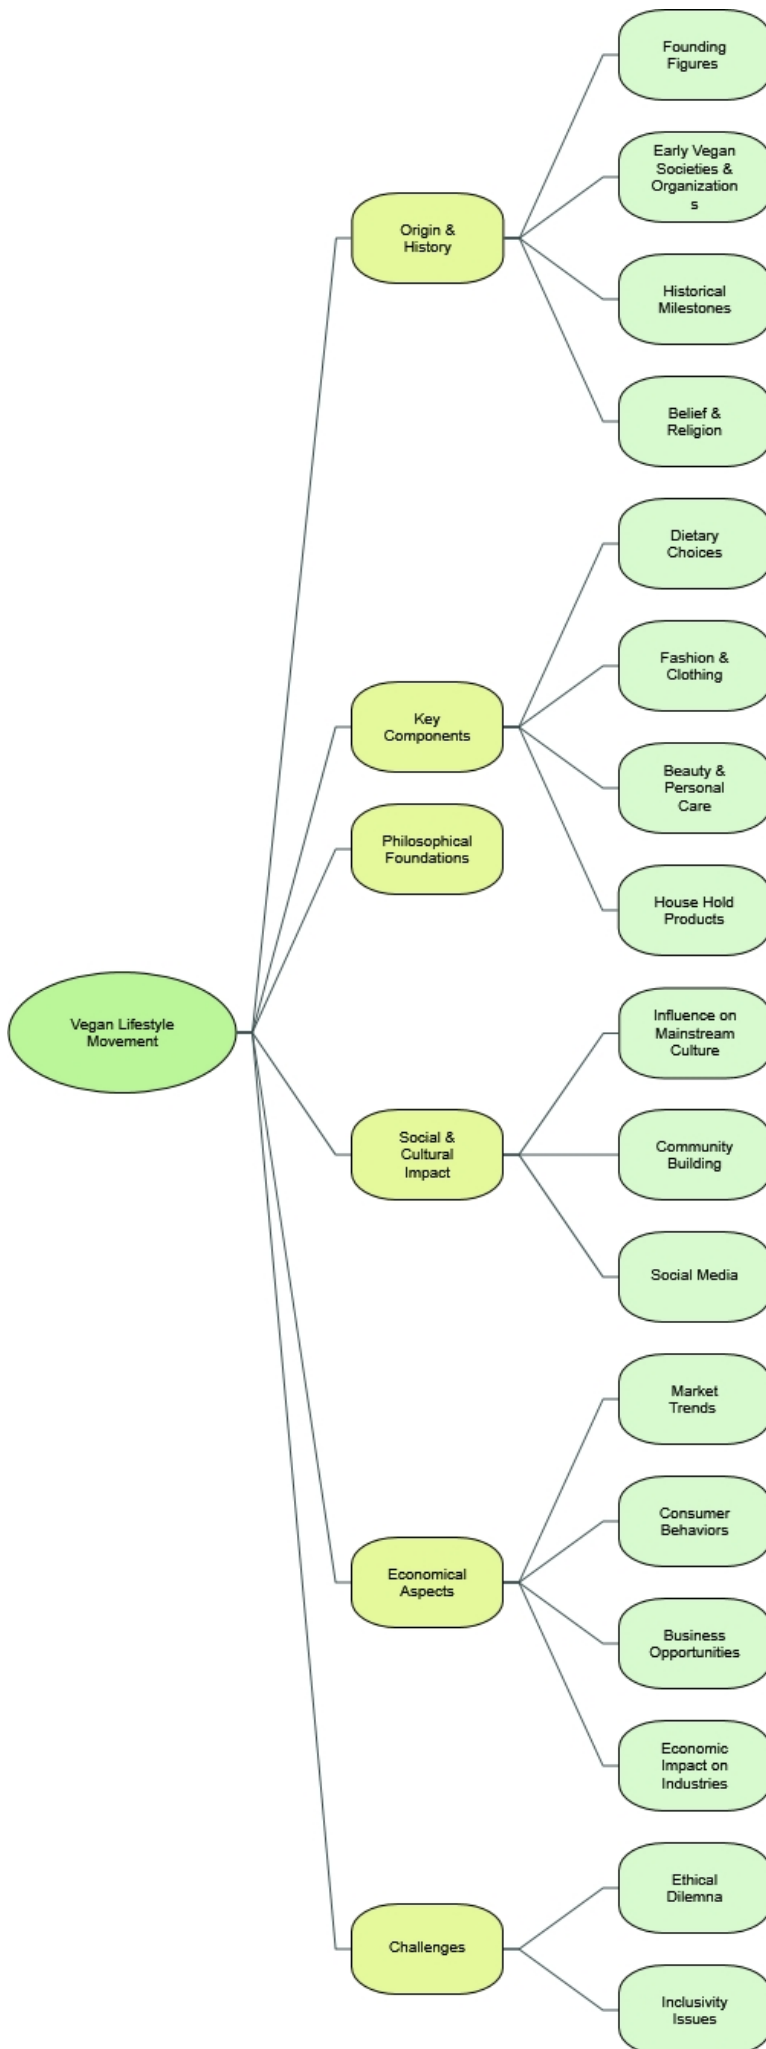 Founding
Figures
Early Vegan
Societies &
Organization
s
Origin &
History
Historical
Milestones
Belief &
Religion
Dietary
Choices
Fashion &
Clothing
Key
Components
Beauty &
Personal
Care
Philosophical
Foundations
House Hold
Products
Vegan Lifestyle
Movement
Influence on
Mainstream
Culture
Social &
Cultural
Impact
Community
Building
Social Media
Market
Trends
Consumer
Behaviors
Economical
Aspects
Business
Opportunities
Economic
Impact on
Industries
Ethical
Dilemna
Challenges
Inclusivity
Issues